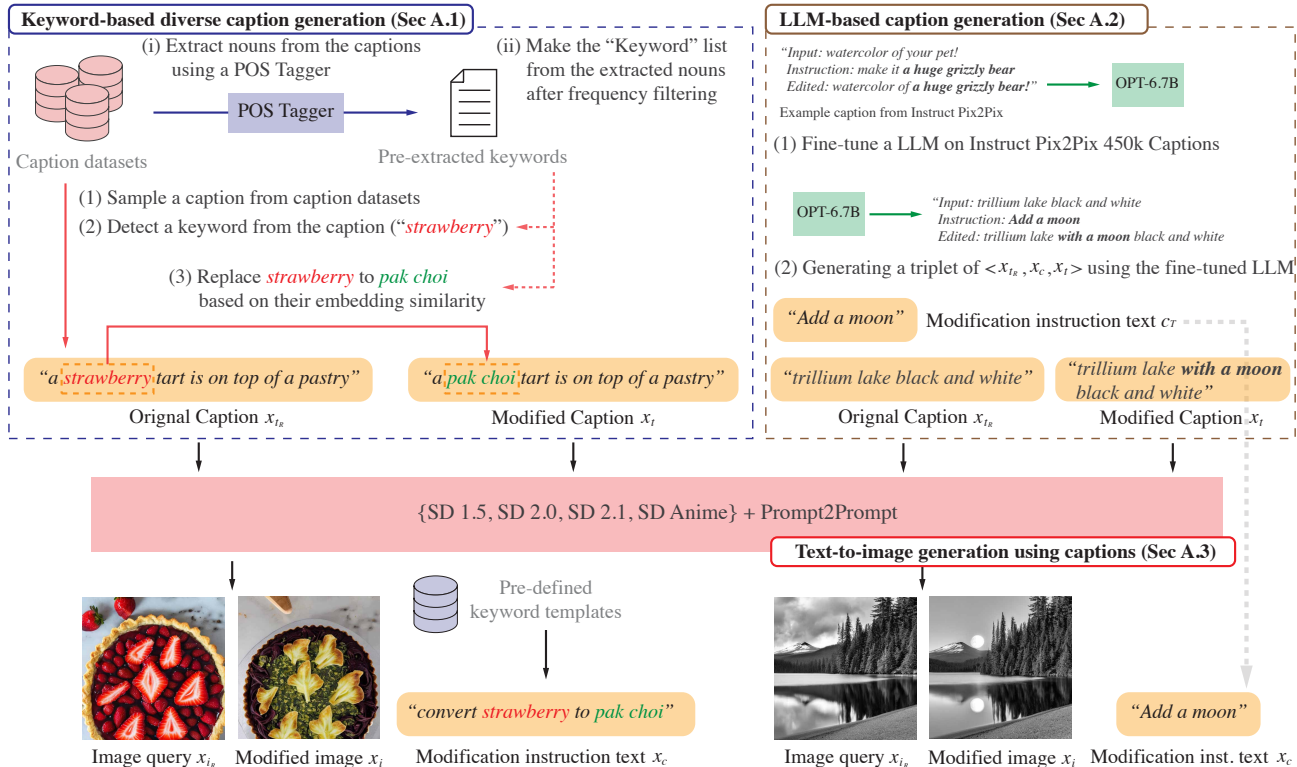 Keyword-based diverse caption generation (Sec A.1)
(i) Extract nouns from the captions
using a POS Tagger
(ii) Make the “Keyword” list
from the extracted nouns
after frequency filtering
POS Tagger
Caption datasets
Pre-extracted keywords
(1) Sample a caption from caption datasets
(2) Detect a keyword from the caption (“strawberry”)
(3) Replace strawberry to pak choi
based on their embedding similarity
“a strawberry tart is on top of a pastry”
“a pak choi tart is on top of a pastry”
Orignal Caption x_{t_R}
Modified Caption x_t
LLM-based caption generation (Sec A.2)
“Input: watercolor of your pet!
Instruction: make it a huge grizzly bear
Edited: watercolor of a huge grizzly bear!”
OPT-6.7B
Example caption from Instruct Pix2Pix
(1) Fine-tune a LLM on Instruct Pix2Pix 450k Captions
OPT-6.7B
“Input: trillium lake black and white
Instruction: Add a moon
Edited: trillium lake with a moon black and white
(2) Generating a triplet of <x_{t_R}, x_c, x_t> using the fine-tuned LLM
“Add a moon”
Modification instruction text c_T
“trillium lake black and white”
“trillium lake with a moon
black and white”
Orignal Caption x_{t_R}
Modified Caption x_t
{SD 1.5, SD 2.0, SD 2.1, SD Anime} + Prompt2Prompt
Text-to-image generation using captions (Sec A.3)
Pre-defined
keyword templates
“convert strawberry to pak choi”
“Add a moon”
Image query x_{i_R}
Modified image x_i
Modification instruction text x_c
Image query x_{i_R}
Modified image x_i
Modification inst. text x_c